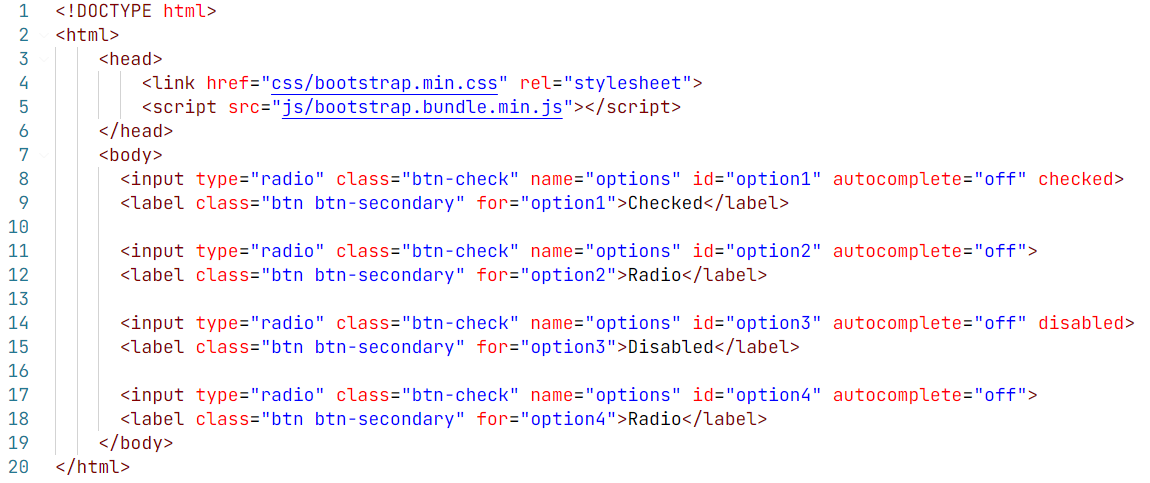 1 <!DOCTYPE html>
2 <html>
3 <head>
4 <link href="css/bootstrap.min.css" rel="stylesheet">
5 <script src="js/bootstrap.bundle.min.js"></script>
6 </head>
7 <body>
8 <input type="radio" class="btn-check" name="options" id="option1" autocomplete="off" checked>
9 <label class="btn btn-secondary" for="option1">Checked</label>
10
11 <input type="radio" class="btn-check" name="options" id="option2" autocomplete="off">
12 <label class="btn btn-secondary" for="option2">Radio</label>
13
14 <input type="radio" class="btn-check" name="options" id="option3" autocomplete="off" disabled>
15 <label class="btn btn-secondary" for="option3">Disabled</label>
16
17 <input type="radio" class="btn-check" name="options" id="option4" autocomplete="off">
18 <label class="btn btn-secondary" for="option4">Radio</label>
19 </body>
20 </html>